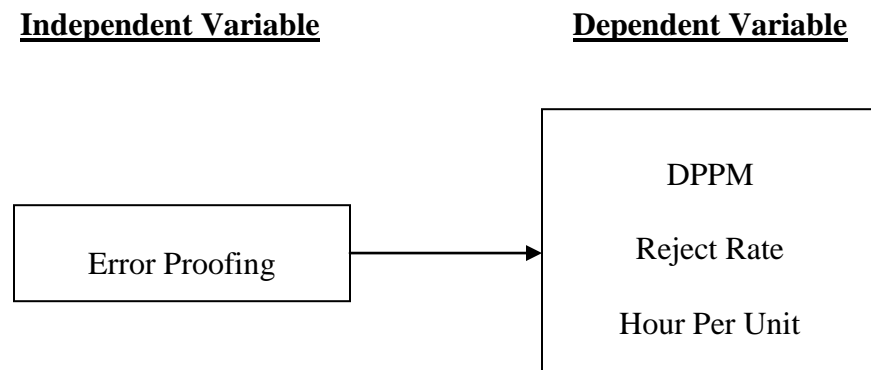 Independent Variable
Dependent Variable
Error Proofing
DPPM
Reject Rate
Hour Per Unit